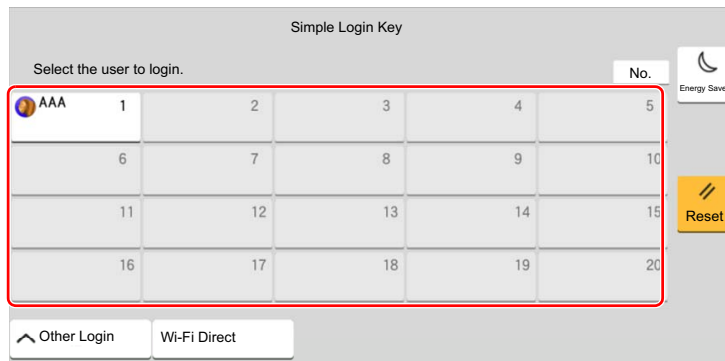 Simple Login Key
Select the user to login.
No.
Energy Save
AAA 1 2 3 4 5
6 7 8 9 10
11 12 13 14 15
Reset
16 17 18 19 20
Other Login Wi-Fi Direct